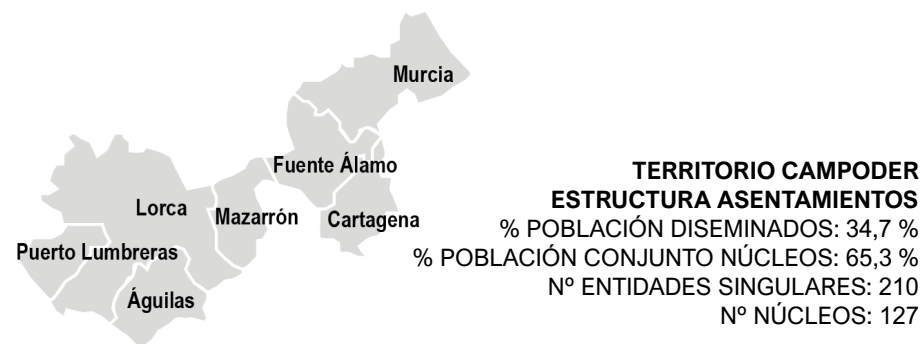 Murcia
Fuente Álamo
Lorca
Mazarrón
Cartagena
Puerto Lumbreras
Águilas
TERRITORIO CAMPODER
ESTRUCTURA ASENTAMIENTOS
% POBLACIÓN DISEMINADOS: 34,7 %
% POBLACIÓN CONJUNTO NÚCLEOS: 65,3 %
Nº ENTIDADES SINGULARES: 210
Nº NÚCLEOS: 127